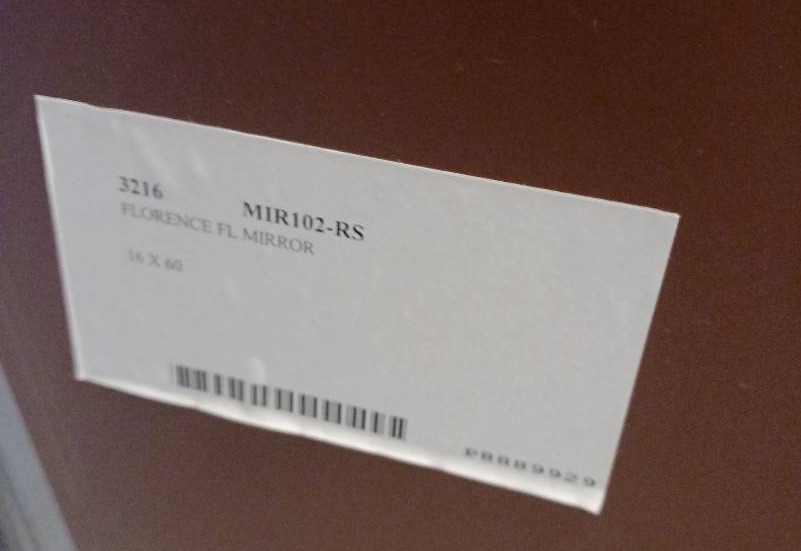 3216 MIR102-RS
FLORENCE FL MIRROR
16 X 60
P8889929